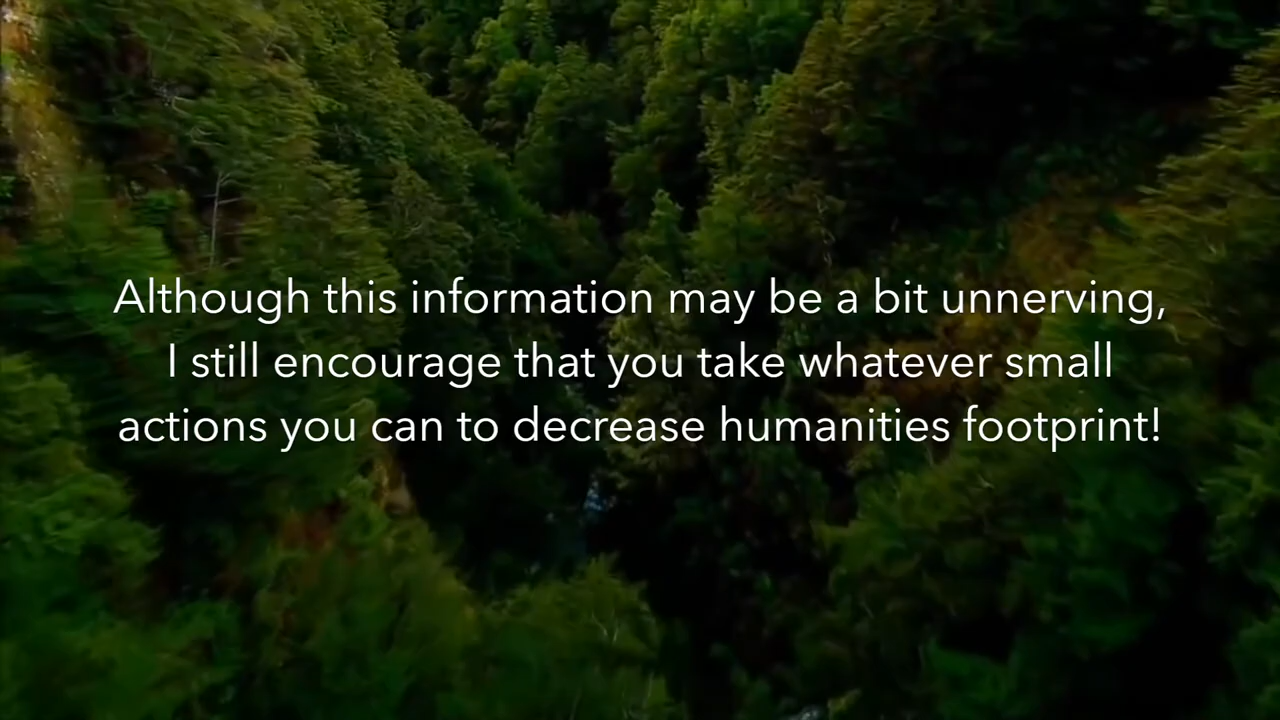 Although this information may be a bit unnerving,
I still encourage that you take whatever small
actions you can to decrease humanities footprint!